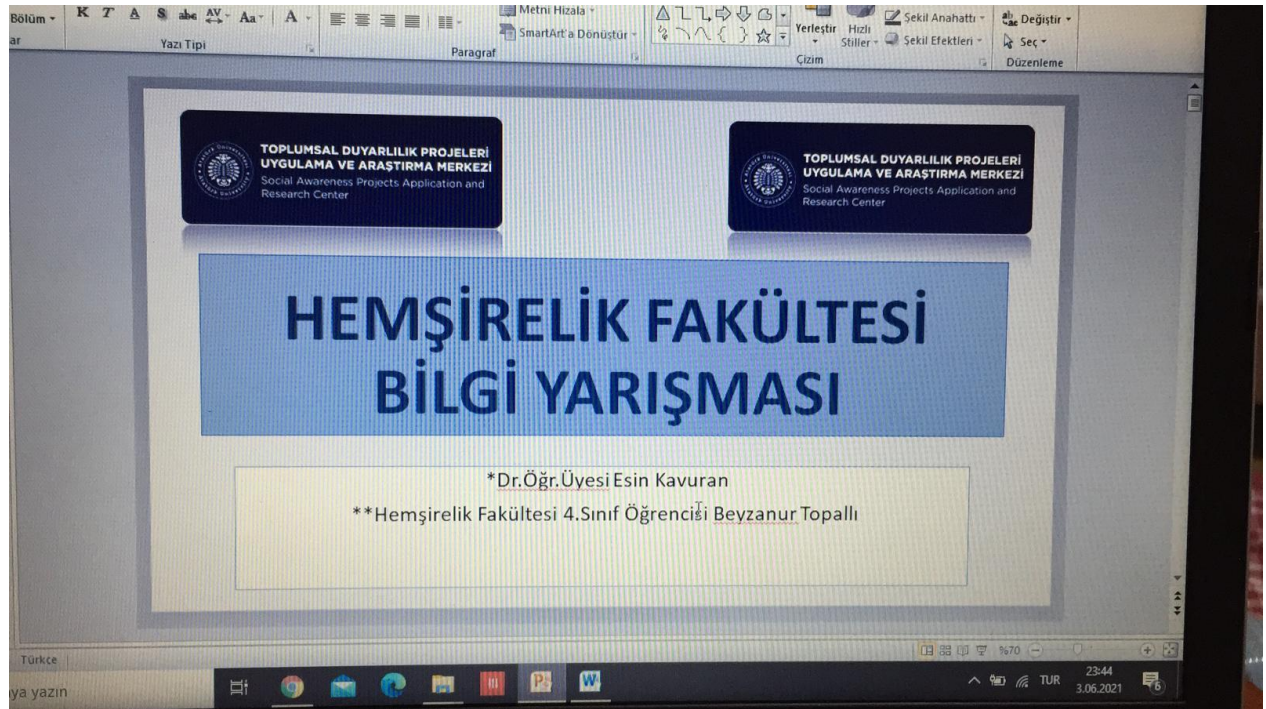 Bölüm
ar
K T A S abc AV Aa A
Yazı Tipi
Metni Hizala
SmartArt'a Dönüştür
Paragraf
Yerleştir
Hızlı
Stiller
Şekil Anahattı
Şekil Efektleri
Çizim
Değiştir
Seç
Düzenleme
TOPLUMSAL DUYARLILIK PROJELERİ
UYGULAMA VE ARAŞTIRMA MERKEZİ
Social Awareness Projects Application and
Research Center
TOPLUMSAL DUYARLILIK PROJELERİ
UYGULAMA VE ARAŞTIRMA MERKEZİ
Social Awareness Projects Application and
Research Center
HEMŞİRELİK FAKÜLTESİ
BİLGİ YARIŞMASI
*Dr.Öğr.Üyesi Esin Kavuran
**Hemşirelik Fakültesi 4.Sınıf Öğrencisi Beyzanur Topallı
Türkçe
%70
ya yazın
TUR
23:44
3.06.2021
6